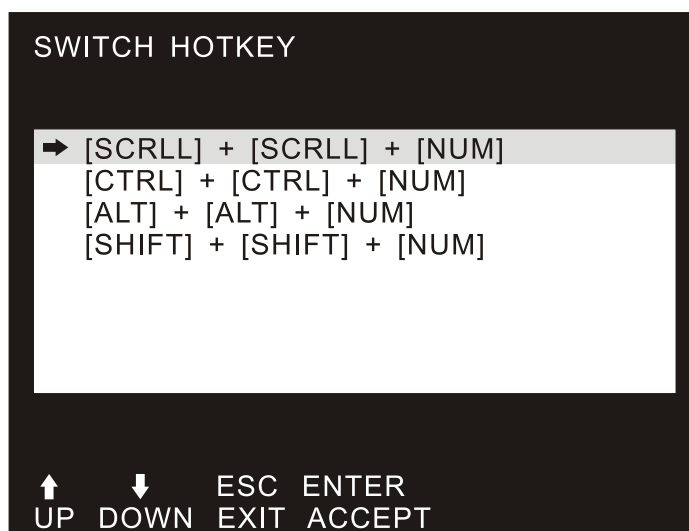 SWITCH HOTKEY
➡ [SCRLL] + [SCRLL] + [NUM]
[CTRL] + [CTRL] + [NUM]
[ALT] + [ALT] + [NUM]
[SHIFT] + [SHIFT] + [NUM]
⬆ ⬇ ESC ENTER
UP DOWN EXIT ACCEPT